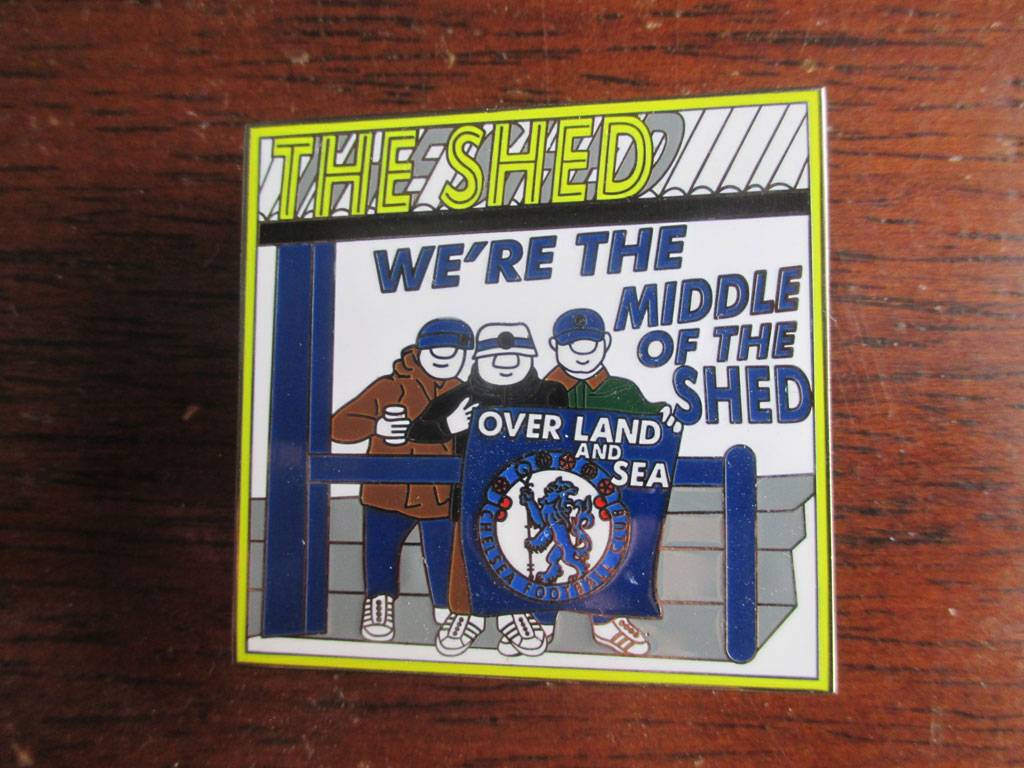 THE SHED
WE'RE THE
MIDDLE
OF THE
SHED
OVER LAND
AND
SEA
CHELSEA FOOTBALL CLUB